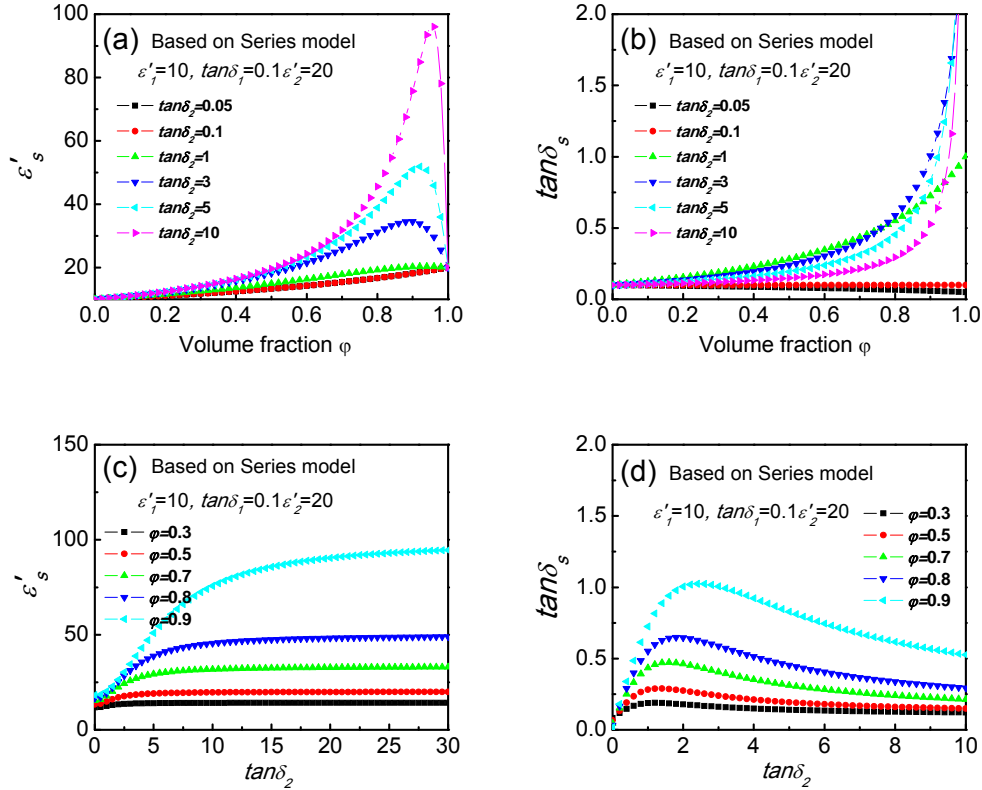 (a) Based on Series model
ε'₁=10, tanδ₁=0.1ε'₂=20
tanδ₂=0.05
tanδ₂=0.1
tanδ₂=1
tanδ₂=3
tanδ₂=5
tanδ₂=10
100
80
60
40
20
ε'ₛ
0.0 0.2 0.4 0.6 0.8 1.0
Volume fraction φ
(b) Based on Series model
ε'₁=10, tanδ₁=0.1ε'₂=20
tanδ₂=0.05
tanδ₂=0.1
tanδ₂=1
tanδ₂=3
tanδ₂=5
tanδ₂=10
2.0
1.5
1.0
0.5
0.0
tanδₛ
0.0 0.2 0.4 0.6 0.8 1.0
Volume fraction φ
(c) Based on Series model
ε'₁=10, tanδ₁=0.1ε'₂=20
φ=0.3
φ=0.5
φ=0.7
φ=0.8
φ=0.9
150
100
50
0
ε'ₛ
0 5 10 15 20 25 30
tanδ₂
(d) Based on Series model
ε'₁=10, tanδ₁=0.1ε'₂=20
φ=0.3
φ=0.5
φ=0.7
φ=0.8
φ=0.9
2.0
1.5
1.0
0.5
0.0
tanδₛ
0 2 4 6 8 10
tanδ₂